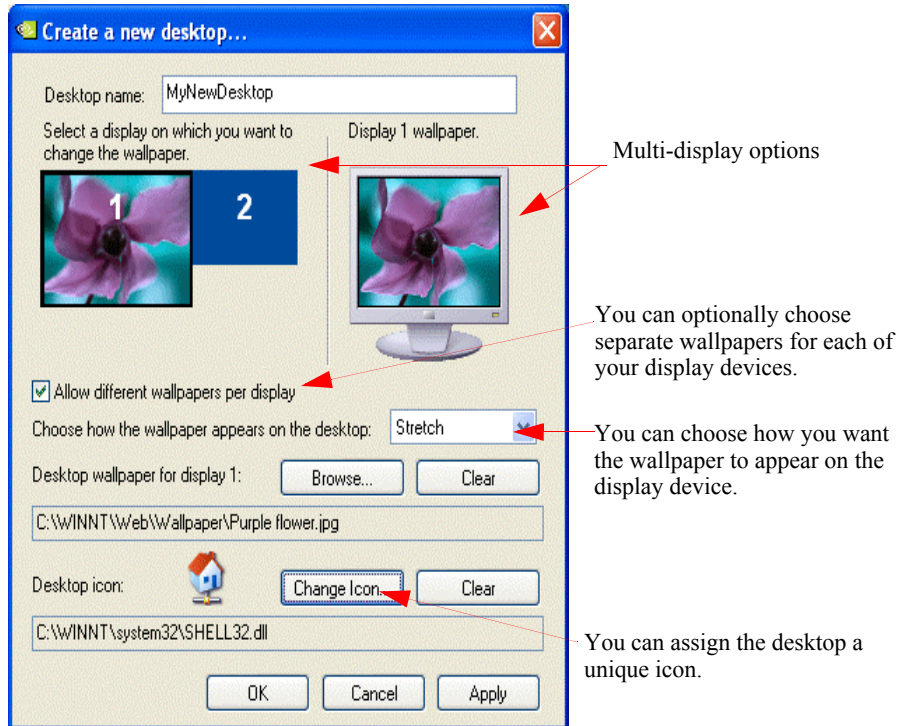 Create a new desktop...
Desktop name: MyNewDesktop
Select a display on which you want to
change the wallpaper.
Display 1 wallpaper.
1
2
Multi-display options
You can optionally choose
separate wallpapers for each of
your display devices.
Allow different wallpapers per display
Choose how the wallpaper appears on the desktop: Stretch
You can choose how you want
the wallpaper to appear on the
display device.
Desktop wallpaper for display 1: Browse... Clear
C:\WINNT\Web\Wallpaper\Purple flower.jpg
Desktop icon: Change Icon.. Clear
C:\WINNT\system32\SHELL32.dll
You can assign the desktop a
unique icon.
OK Cancel Apply